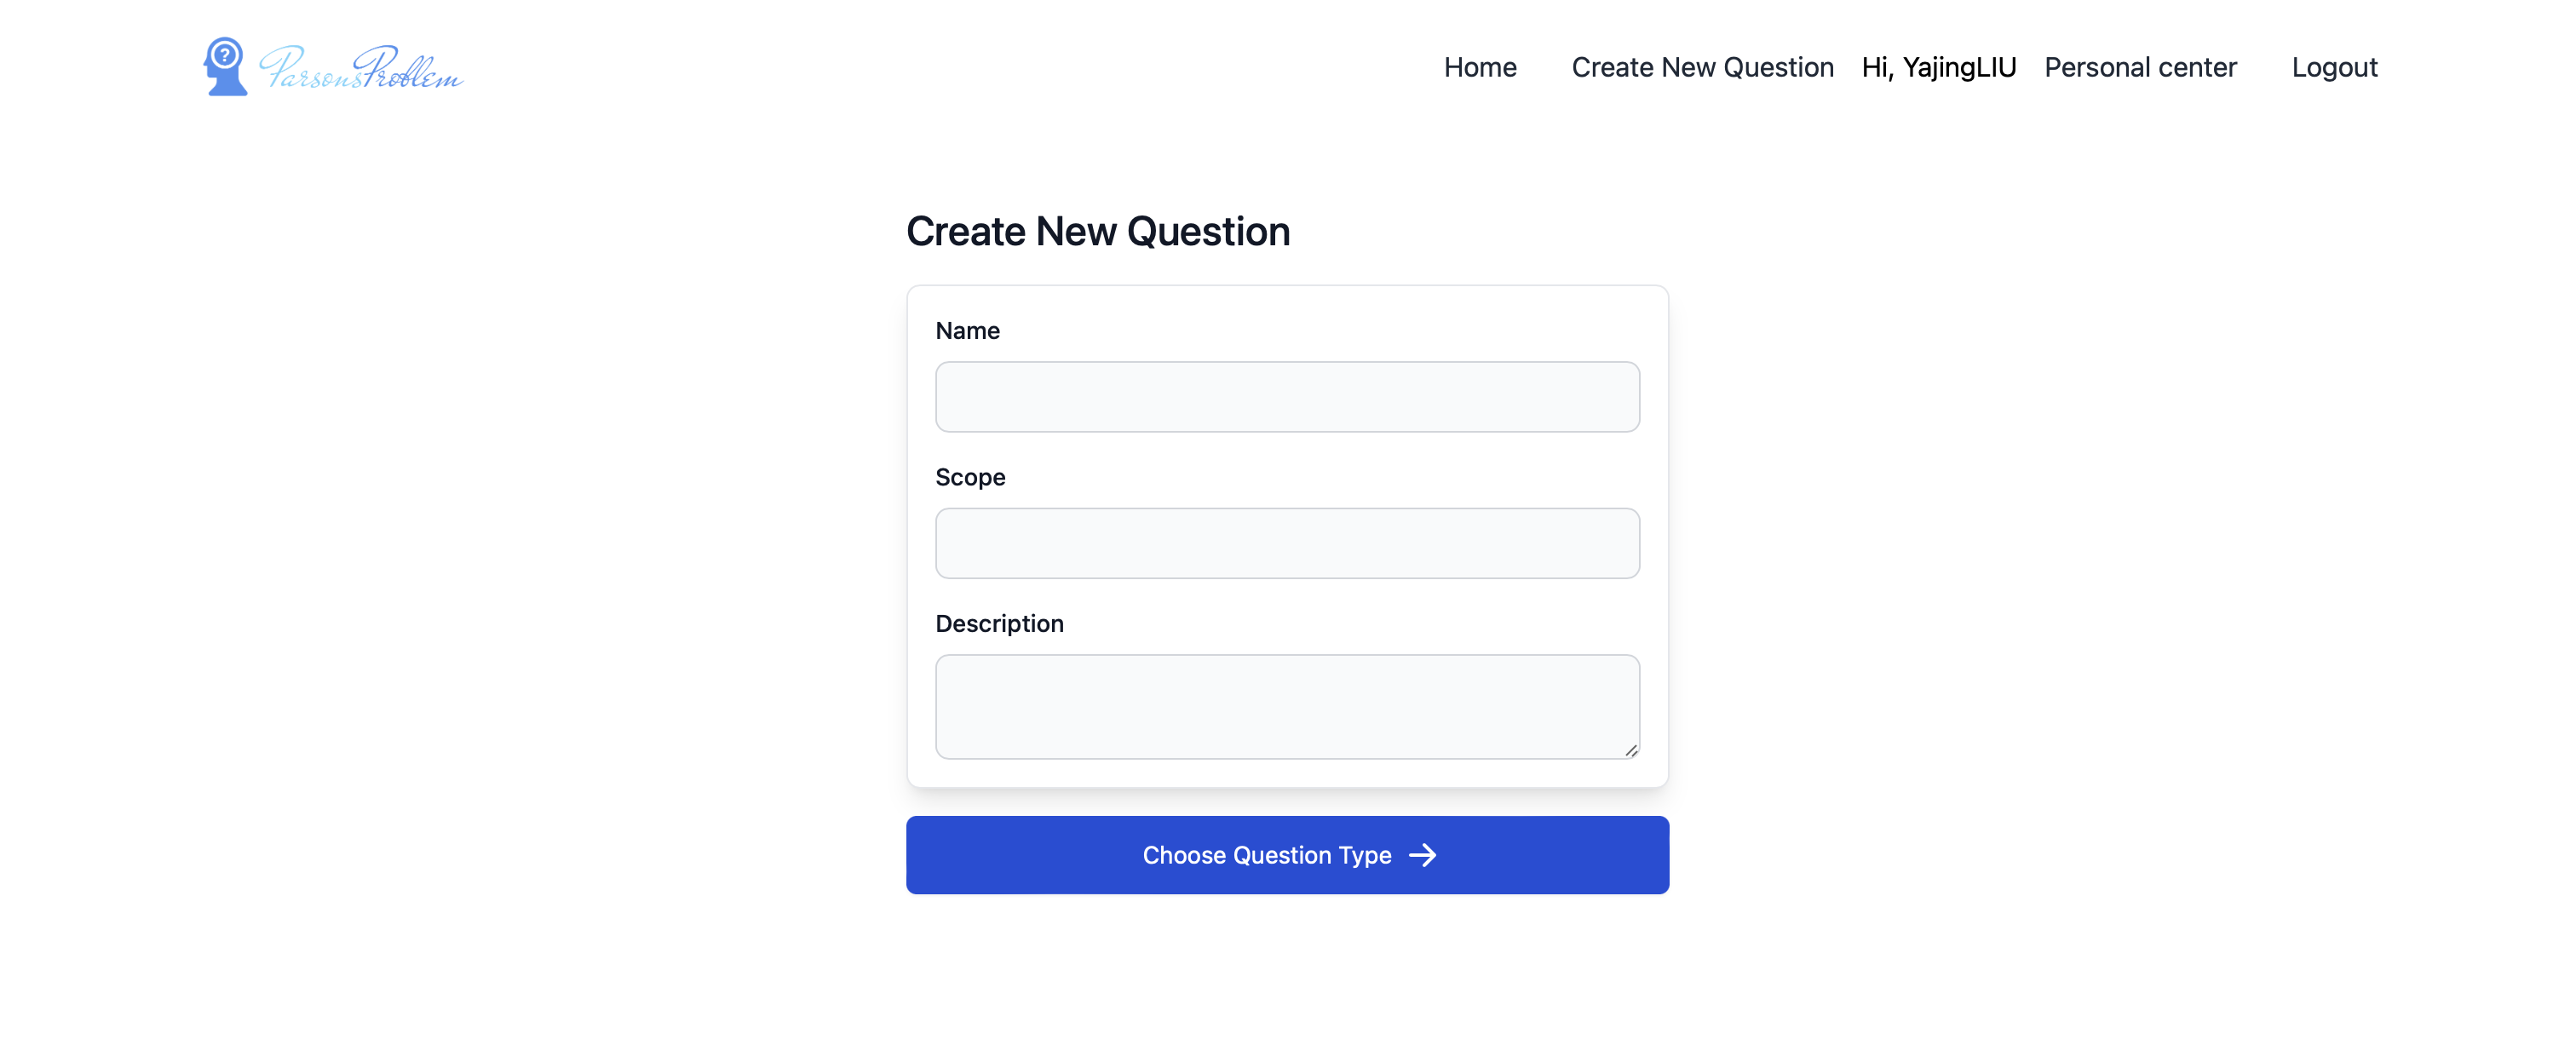 ? ParsonsProblem
Home Create New Question Hi, YajingLIU Personal center Logout
Create New Question
Name
Scope
Description
Choose Question Type →